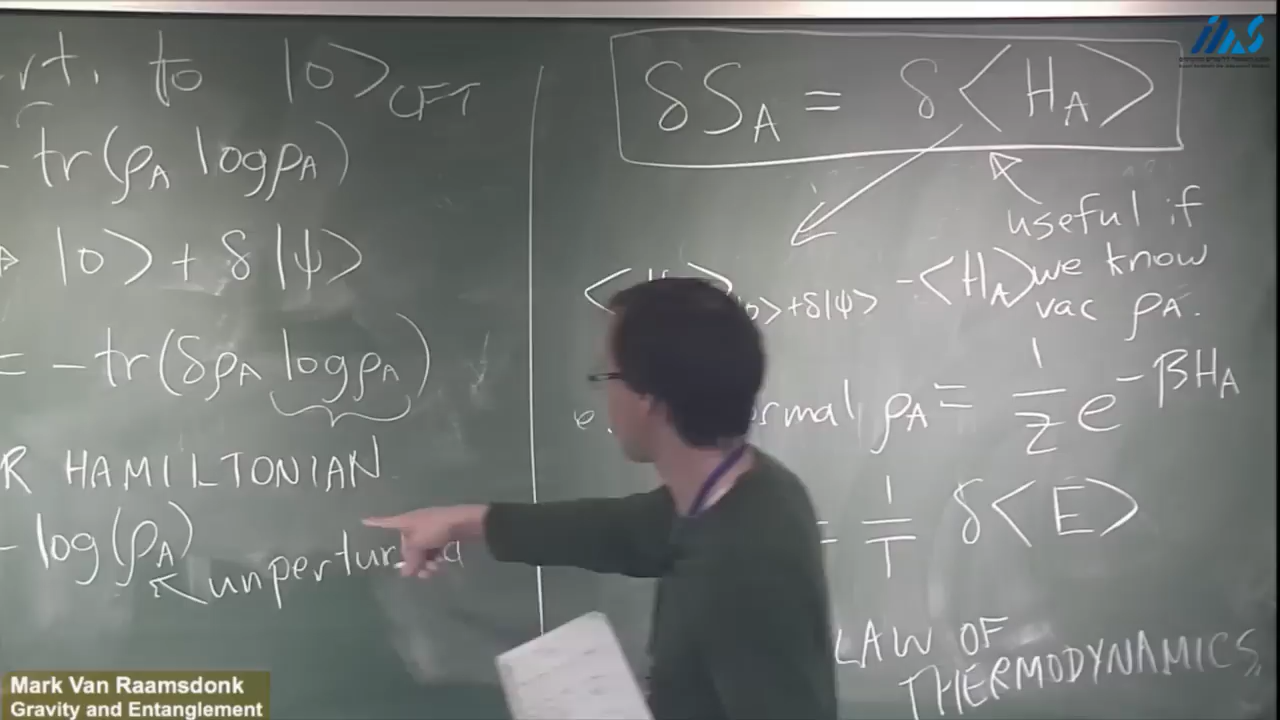 rt. to |0⟩CFT
- tr(ρA log ρA)
|0⟩ + δ|ψ⟩
= - tr(δρA log ρA)
R HAMILTONIAN
- log(ρA)
unpertur
δSA = δ⟨HA⟩
useful if
we know
vac ρA.
|0⟩+δ|ψ⟩ - ⟨HA⟩
rmal ρA = 1/Z e^-βHA
1/T δ⟨E⟩
LAW OF
THERMODYNAMICS.
Mark Van Raamsdonk
Gravity and Entanglement